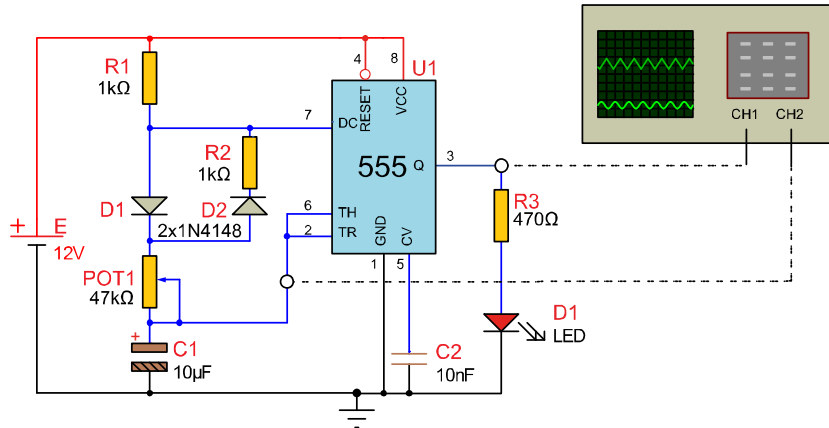 R1
1kΩ
4
8
U1
RESET
VCC
7
DC
R2
1kΩ
555
Q
3
CH1
CH2
D1
D2
2x1N4148
6
TH
2
TR
GND
CV
R3
470Ω
+
E
12V
POT1
47kΩ
1
5
+
C1
10µF
C2
10nF
D1
LED